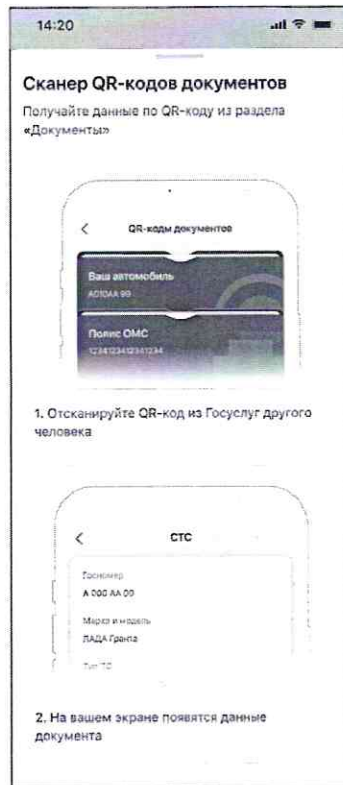 14:20
Сканер QR-кодов документов
Получайте данные по QR-коду из раздела
«Документы»
QR-коды документов
Ваш автомобиль
A010AA 99
Полис ОМС
1234123412341234
1. Отсканируйте QR-код из Госуслуг другого
человека
СТС
Госномер
А 000 АА 00
Марка и модель
ЛАДА Гранта
Тип ТС
2. На вашем экране появятся данные
документа